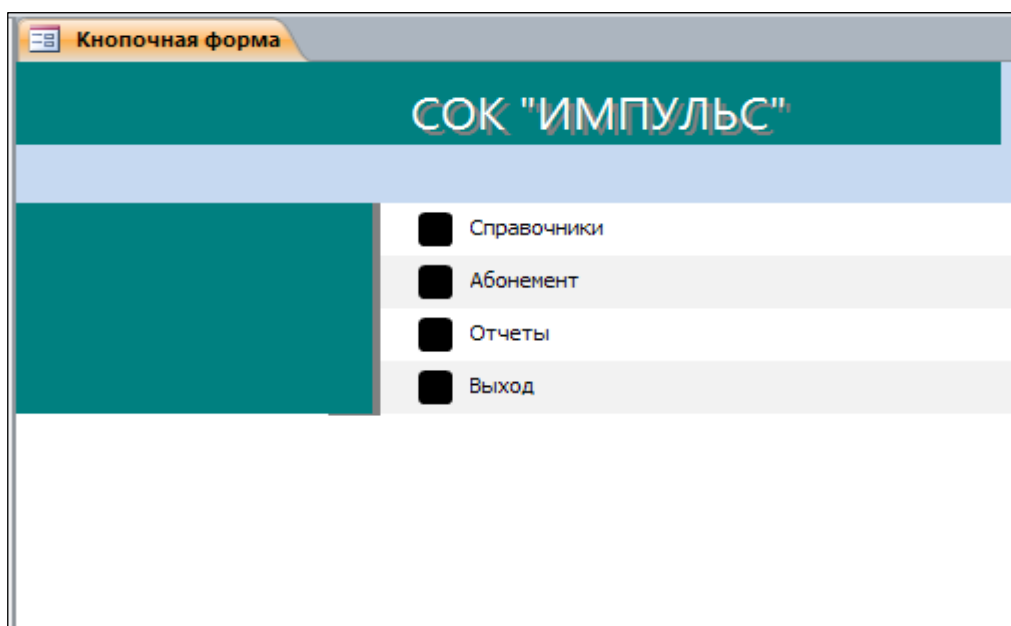 Кнопочная форма
СОК "ИМПУЛЬС"
Справочники
Абонемент
Отчеты
Выход